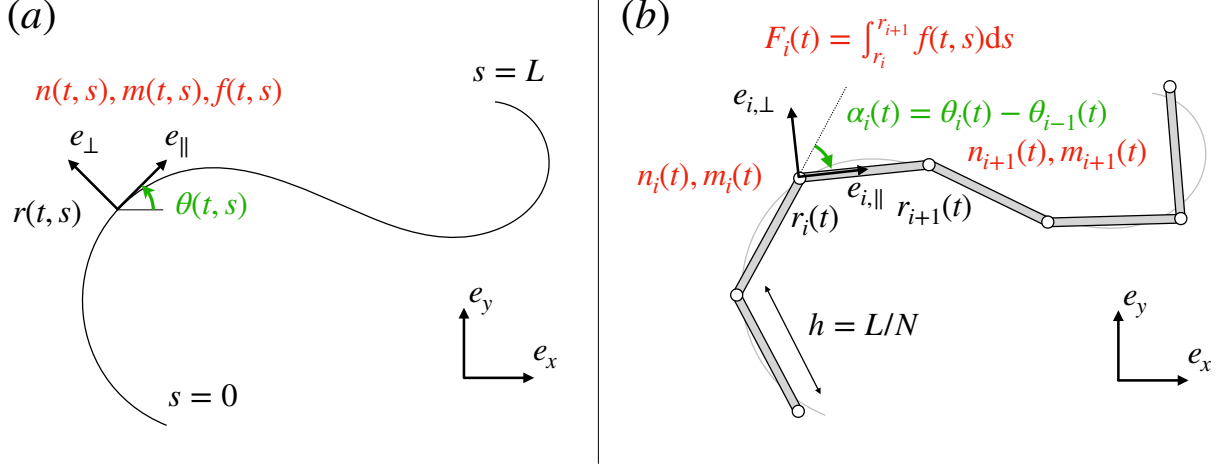 (a)
n(t, s), m(t, s), f(t, s)
s = L
e⊥
e∥
r(t, s)
θ(t, s)
s = 0
e_y
e_x
(b)
F_i(t) = ∫_{r_i}^{r_{i+1}} f(t, s)ds
e_{i,⊥}
α_i(t) = θ_i(t) − θ_{i−1}(t)
n_i(t), m_i(t)
n_{i+1}(t), m_{i+1}(t)
e_{i,∥}
r_i(t)
r_{i+1}(t)
h = L/N
e_y
e_x